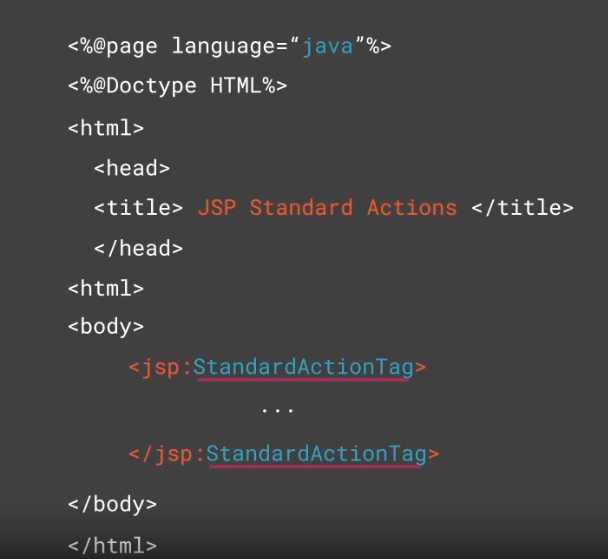 <%@page language=“java”%>
<%@Doctype HTML%>
<html>
<head>
<title> JSP Standard Actions </title>
</head>
<html>
<body>
<jsp:StandardActionTag>
...
</jsp:StandardActionTag>
</body>
</html>